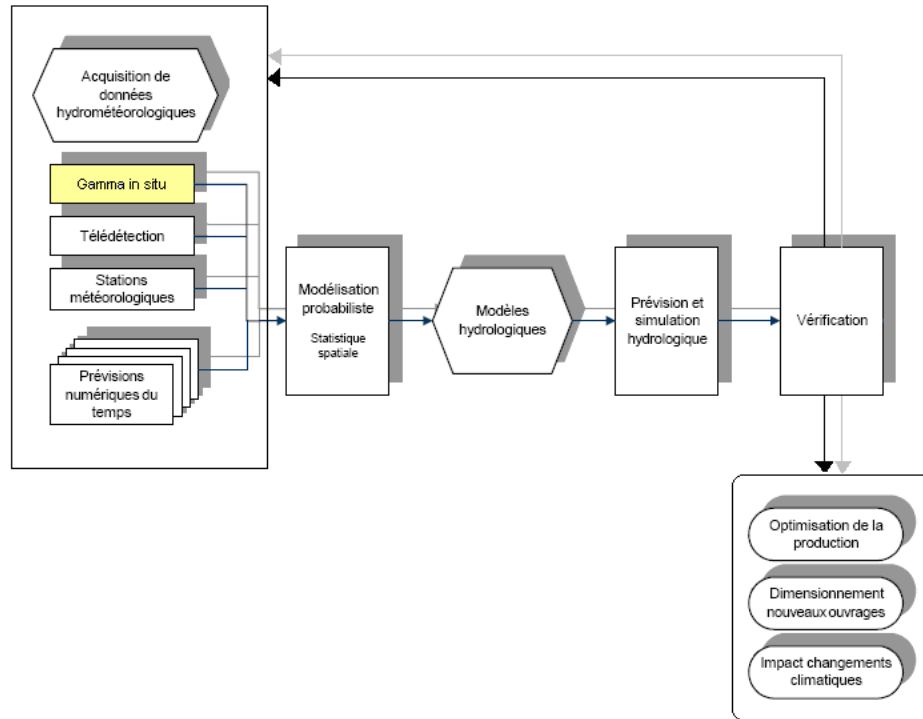 Acquisition de
données
hydrométéorologiques
Gamma in situ
Télédétection
Stations
météorologiques
Prévisions
numériques du
temps
Modélisation
probabiliste
Statistique
spatiale
Modèles
hydrologiques
Prévision et
simulation
hydrologique
Vérification
Optimisation de la
production
Dimensionnement
nouveaux ouvrages
Impact changements
climatiques